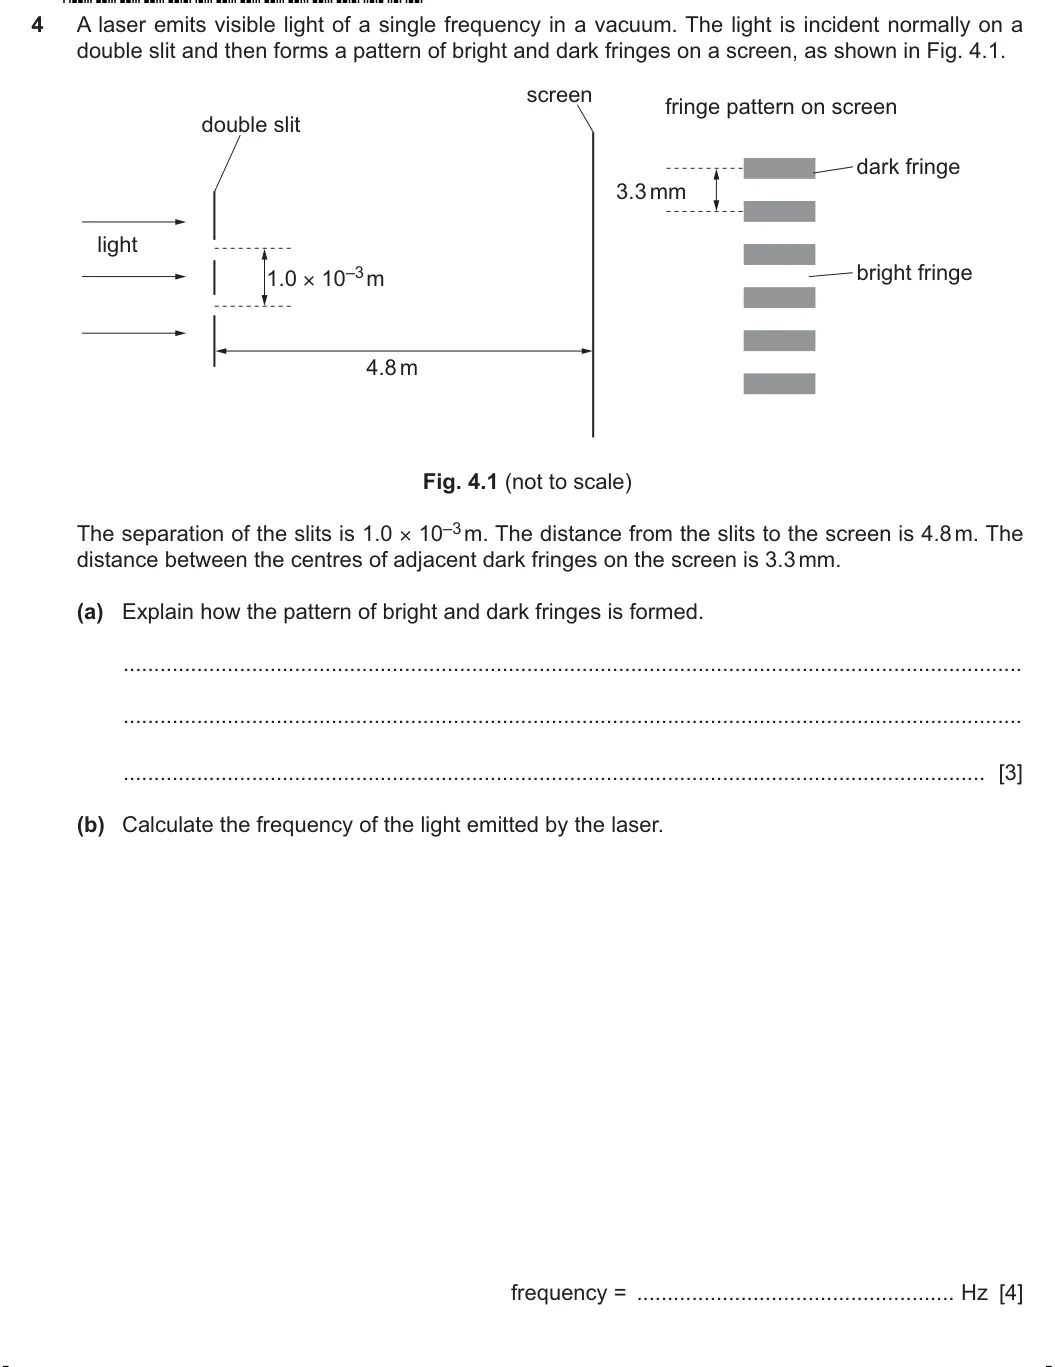 4 A laser emits visible light of a single frequency in a vacuum. The light is incident normally on a
double slit and then forms a pattern of bright and dark fringes on a screen, as shown in Fig. 4.1.
screen
fringe pattern on screen
double slit
dark fringe
3.3 mm
light
bright fringe
1.0 × 10–3 m
4.8 m
Fig. 4.1 (not to scale)
The separation of the slits is 1.0 × 10–3 m. The distance from the slits to the screen is 4.8 m. The
distance between the centres of adjacent dark fringes on the screen is 3.3 mm.
(a) Explain how the pattern of bright and dark fringes is formed.
...................................................................................................................................................
...................................................................................................................................................
............................................................................................................................................. [3]
(b) Calculate the frequency of the light emitted by the laser.
frequency = .................................................... Hz [4]